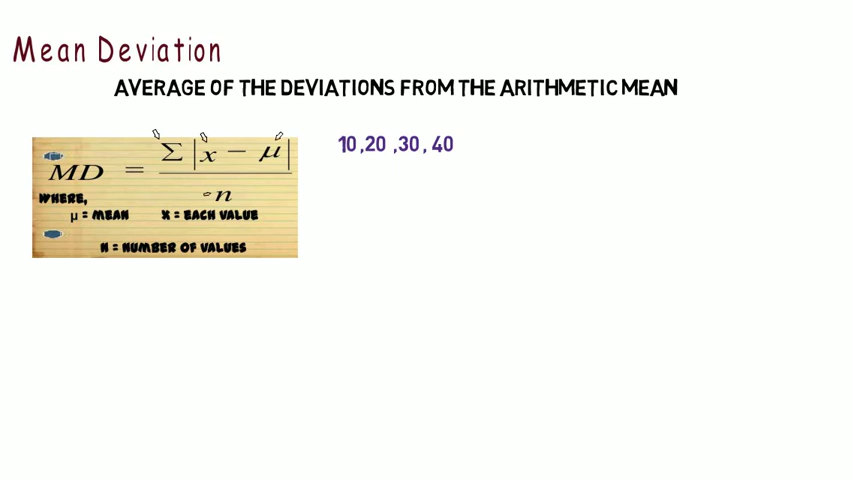 Mean Deviation
AVERAGE OF THE DEVIATIONS FROM THE ARITHMETIC MEAN
MD = Σ |x − μ| / n
WHERE,
μ = MEAN X = EACH VALUE
N = NUMBER OF VALUES
10 ,20 ,30 , 40